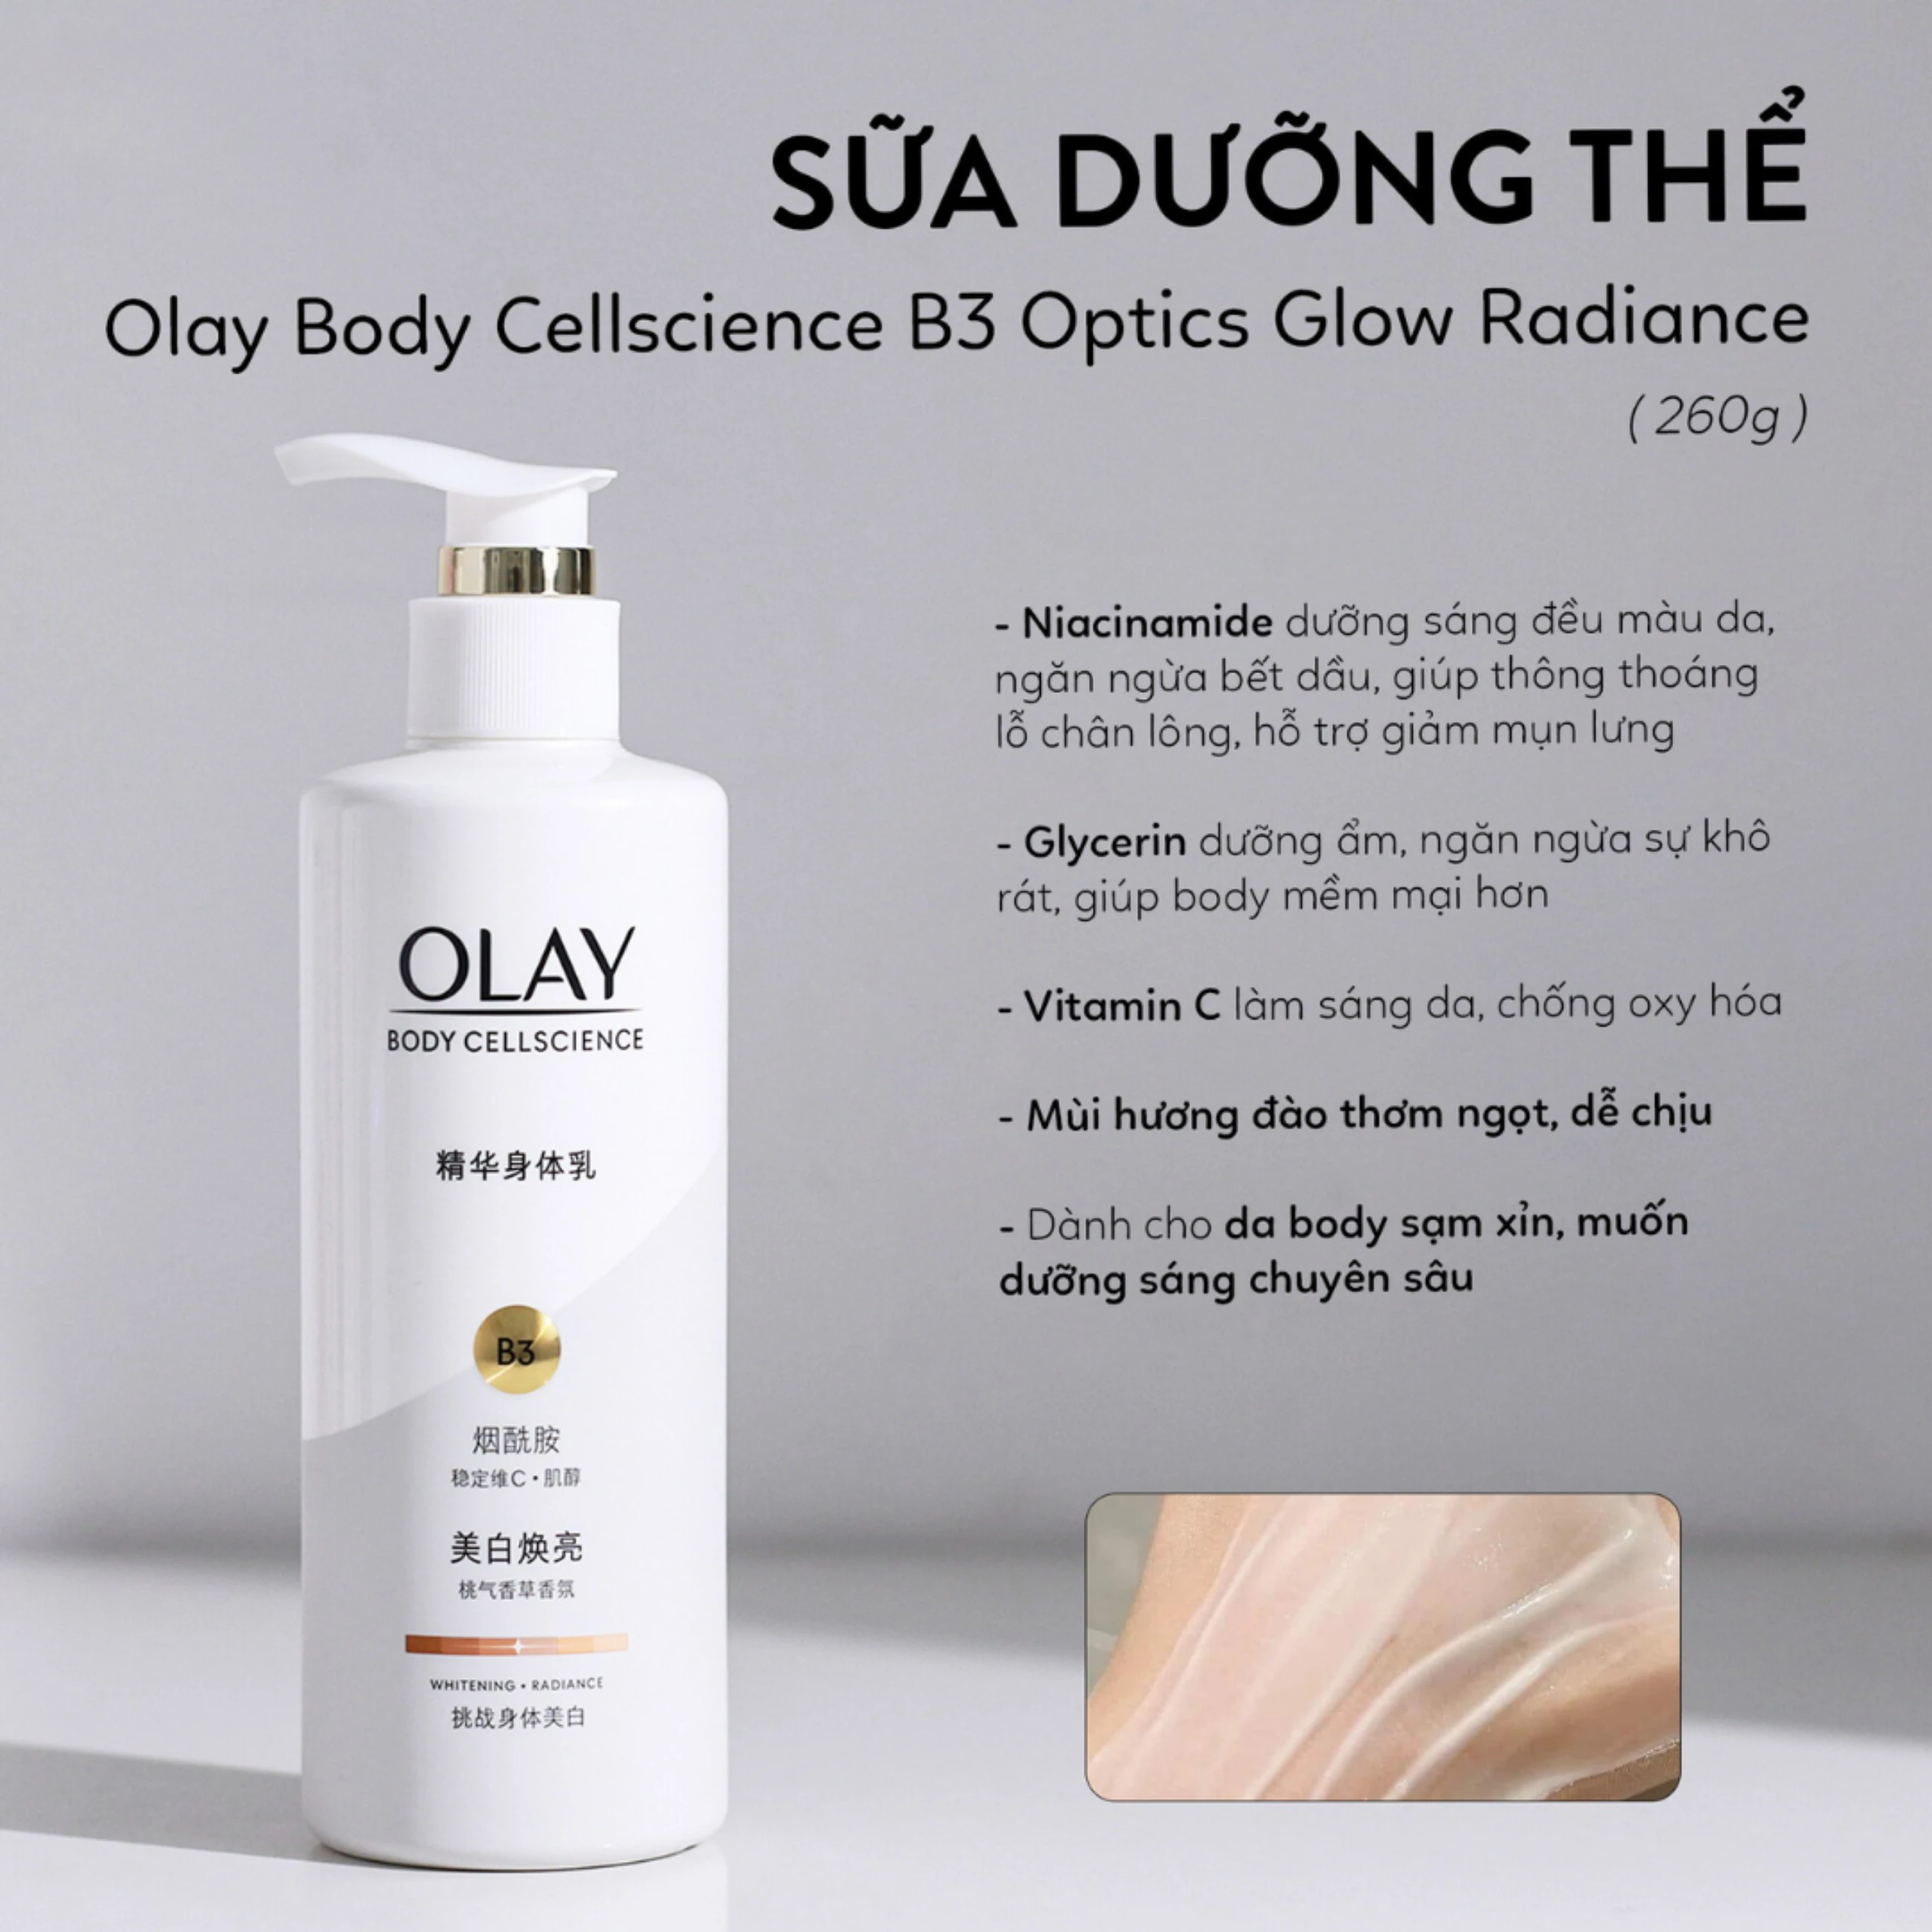 SỮA DƯỠNG THỂ
Olay Body Cellscience B3 Optics Glow Radiance
( 260g )
- Niacinamide dưỡng sáng đều màu da,
ngăn ngừa bết dầu, giúp thông thoáng
lỗ chân lông, hỗ trợ giảm mụn lưng
- Glycerin dưỡng ẩm, ngăn ngừa sự khô
rát, giúp body mềm mại hơn
- Vitamin C làm sáng da, chống oxy hóa
- Mùi hương đào thơm ngọt, dễ chịu
- Dành cho da body sạm xỉn, muốn
dưỡng sáng chuyên sâu
OLAY
BODY CELLSCIENCE
精华身体乳
B3
烟酰胺
稳定维C•肌醇
美白焕亮
桃气香草香氛
WHITENING • RADIANCE
挑战身体美白